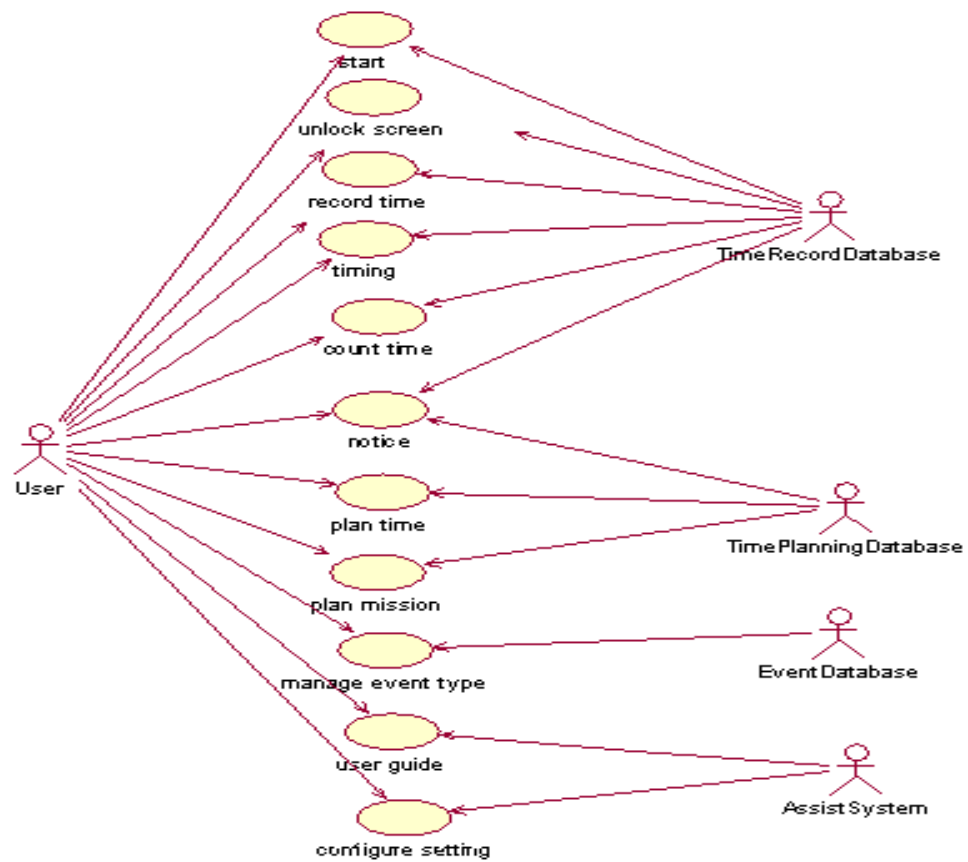 start
unlock screen
record time
TimeRecordDatabase
timing
count time
notice
User
plan time
TimePlanningDatabase
plan mission
EventDatabase
manage event type
user guide
AssistSystem
configure setting